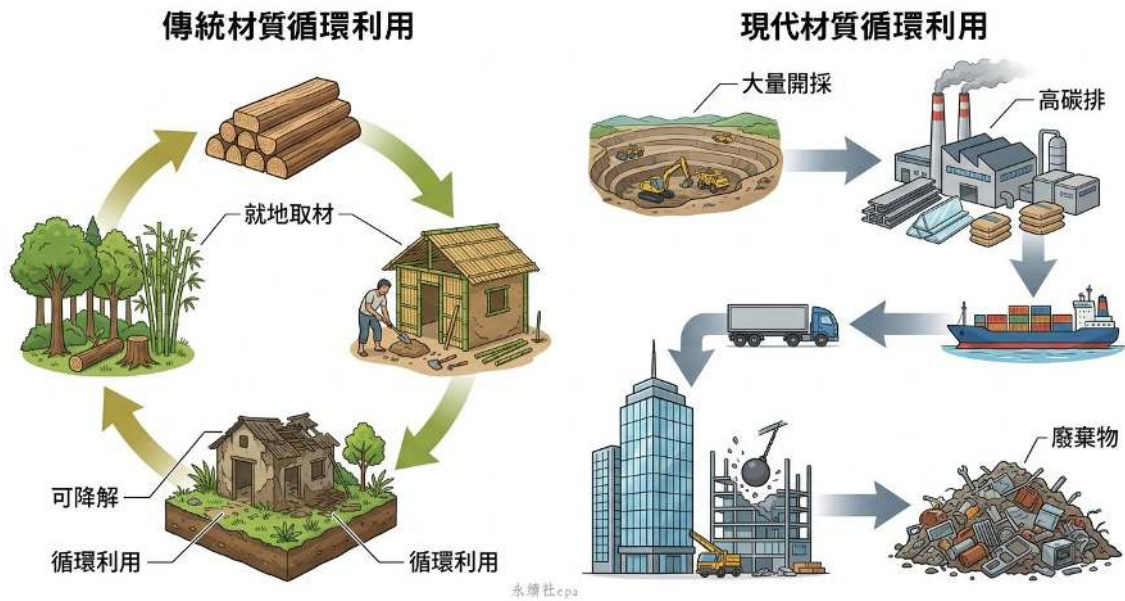 傳統材質循環利用
就地取材
可降解
循環利用
循環利用
現代材質循環利用
大量開採
高碳排
廢棄物
永續社epa